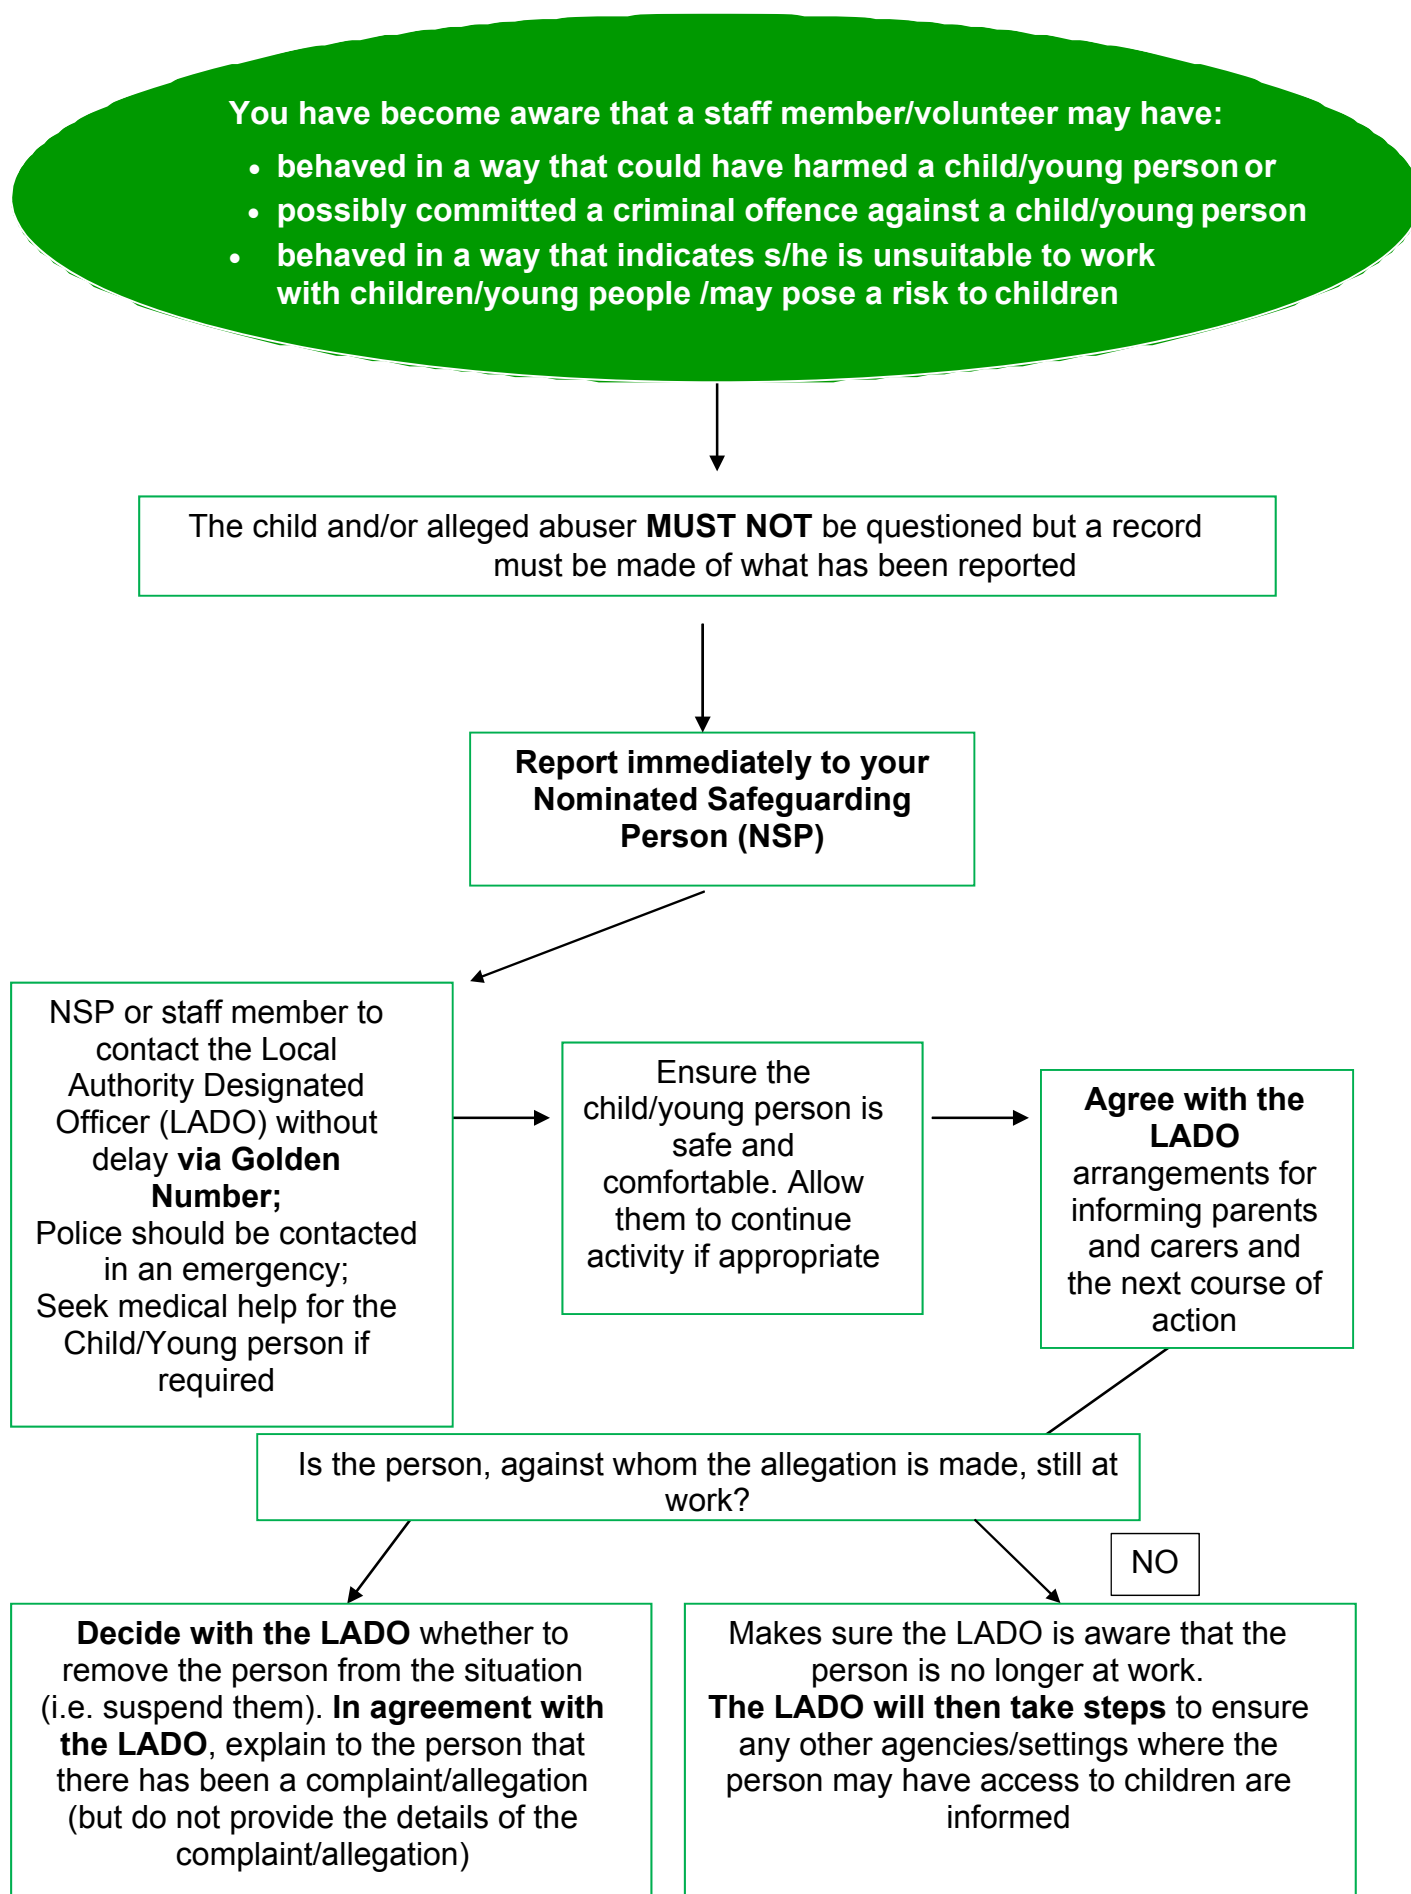 You have become aware that a staff member/volunteer may have:
• behaved in a way that could have harmed a child/young person or
• possibly committed a criminal offence against a child/young person
• behaved in a way that indicates s/he is unsuitable to work
with children/young people /may pose a risk to children
The child and/or alleged abuser MUST NOT be questioned but a record
must be made of what has been reported
Report immediately to your
Nominated Safeguarding
Person (NSP)
NSP or staff member to
contact the Local
Authority Designated
Officer (LADO) without
delay via Golden
Number;
Police should be contacted
in an emergency;
Seek medical help for the
Child/Young person if
required
Ensure the
child/young person is
safe and
comfortable. Allow
them to continue
activity if appropriate
Agree with the
LADO
arrangements for
informing parents
and carers and
the next course of
action
Is the person, against whom the allegation is made, still at
work?
NO
Decide with the LADO whether to
remove the person from the situation
(i.e. suspend them). In agreement with
the LADO, explain to the person that
there has been a complaint/allegation
(but do not provide the details of the
complaint/allegation)
Makes sure the LADO is aware that the
person is no longer at work.
The LADO will then take steps to ensure
any other agencies/settings where the
person may have access to children are
informed